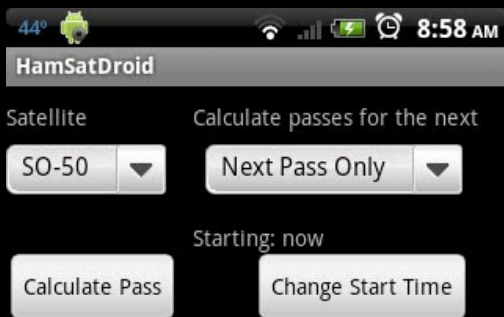 44° 8:58 AM
HamSatDroid
Satellite Calculate passes for the next
SO-50 Next Pass Only
Starting: now
Calculate Pass Change Start Time